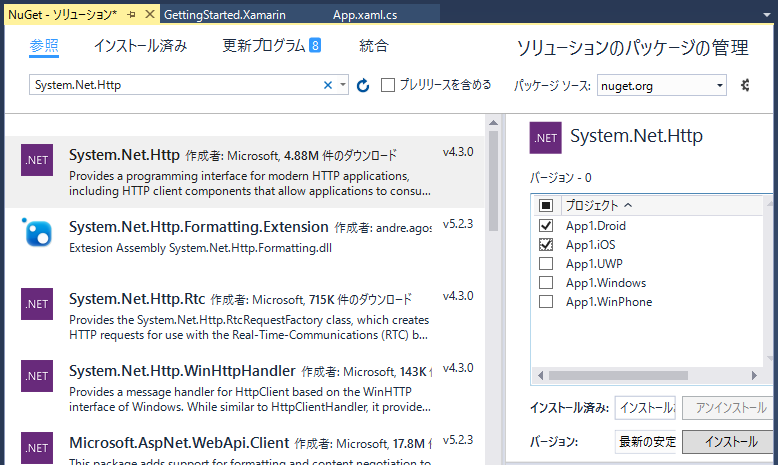 NuGet - ソリューション*
GettingStarted.Xamarin
App.xaml.cs
参照
インストール済み
更新プログラム 8
統合
ソリューションのパッケージの管理
System.Net.Http
プレリリースを含める
パッケージ ソース:
nuget.org
.NET
System.Net.Http 作成者: Microsoft, 4.88M 件のダウンロード
v4.3.0
Provides a programming interface for modern HTTP applications,
including HTTP client components that allow applications to consu...
System.Net.Http.Formatting.Extension 作成者: andre.agos
v5.2.3
Extesion Assembly System.Net.Http.Formatting.dll
.NET
System.Net.Http.Rtc 作成者: Microsoft, 715K 件のダウンロード
v4.3.0
Provides the System.Net.Http.RtcRequestFactory class, which creates
HTTP requests for use with the Real-Time-Communications (RTC) b...
.NET
System.Net.Http.WinHttpHandler 作成者: Microsoft, 143K 件
v4.3.0
Provides a message handler for HttpClient based on the WinHTTP
interface of Windows. While similar to HttpClientHandler, it provide...
.NET
Microsoft.AspNet.WebApi.Client 作成者: Microsoft, 17.8M 件
v5.2.3
This package adds support for formatting and content negotiation to
.NET
System.Net.Http
バージョン - 0
プロジェクト
App1.Droid
App1.iOS
App1.UWP
App1.Windows
App1.WinPhone
インストール済み:
インストール
アンインストール
バージョン:
最新の安定
インストール